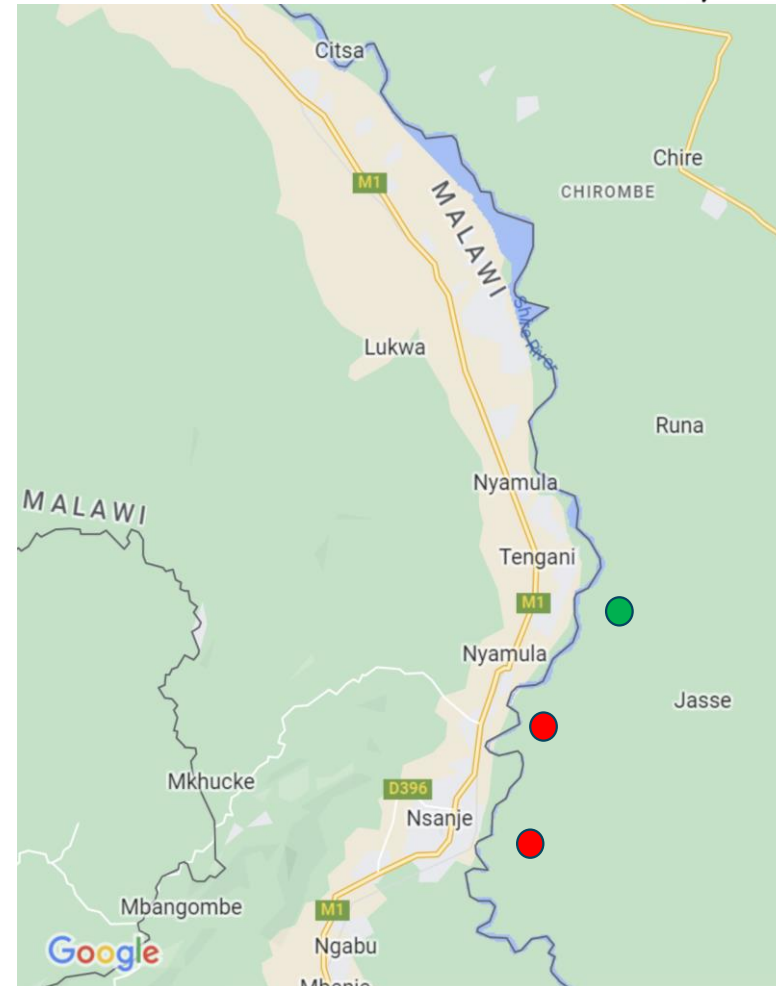 Citsa
Chire
M1
CHIROMBE
MALAWI
Shire River
Lukwa
Runa
Nyamula
MALAWI
Tengani
M1
Nyamula
Jasse
Mkhucke
D396
Nsanje
Mbangombe
M1
Ngabu
Google